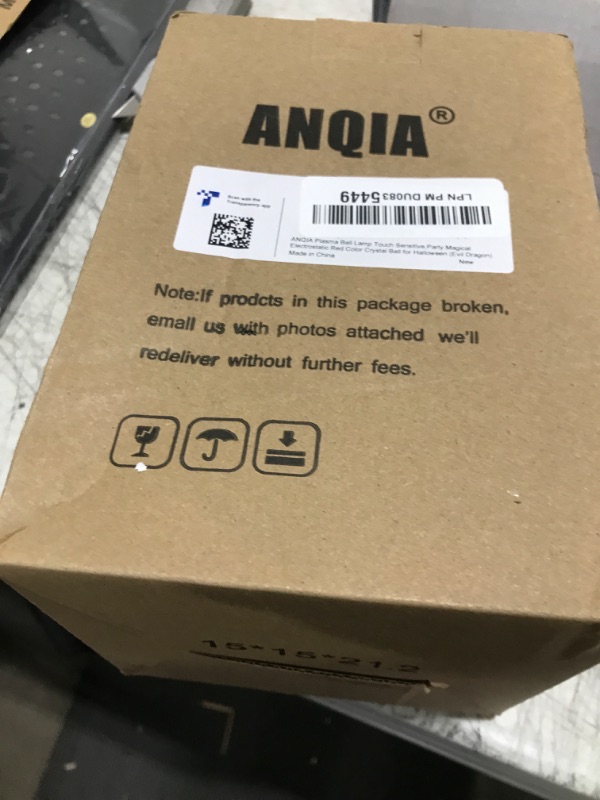 ANQIA®
Scan with the
Transparency app
LPN PM DU0835449
ANQIA Plasma Ball Lamp Touch Sensitive,Party Magical
Electrostatic Red Color Crystal Ball for Halloween (Evil Dragon)
New
Made in China
Note:If prodcts in this package broken,
email us with photos attached we'll
redeliver without further fees.
15*15*21.2